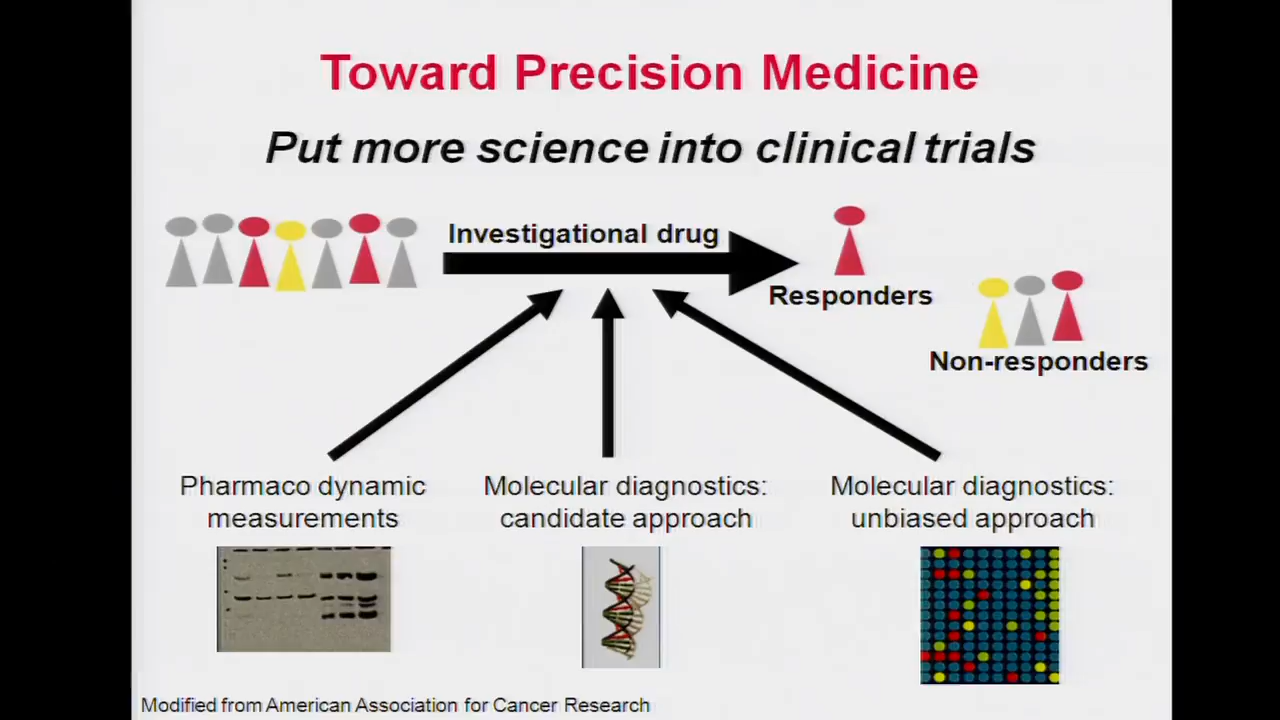 Toward Precision Medicine
Put more science into clinical trials
Investigational drug
Responders
Non-responders
Pharmaco dynamic
measurements
Molecular diagnostics:
candidate approach
Molecular diagnostics:
unbiased approach
Modified from American Association for Cancer Research